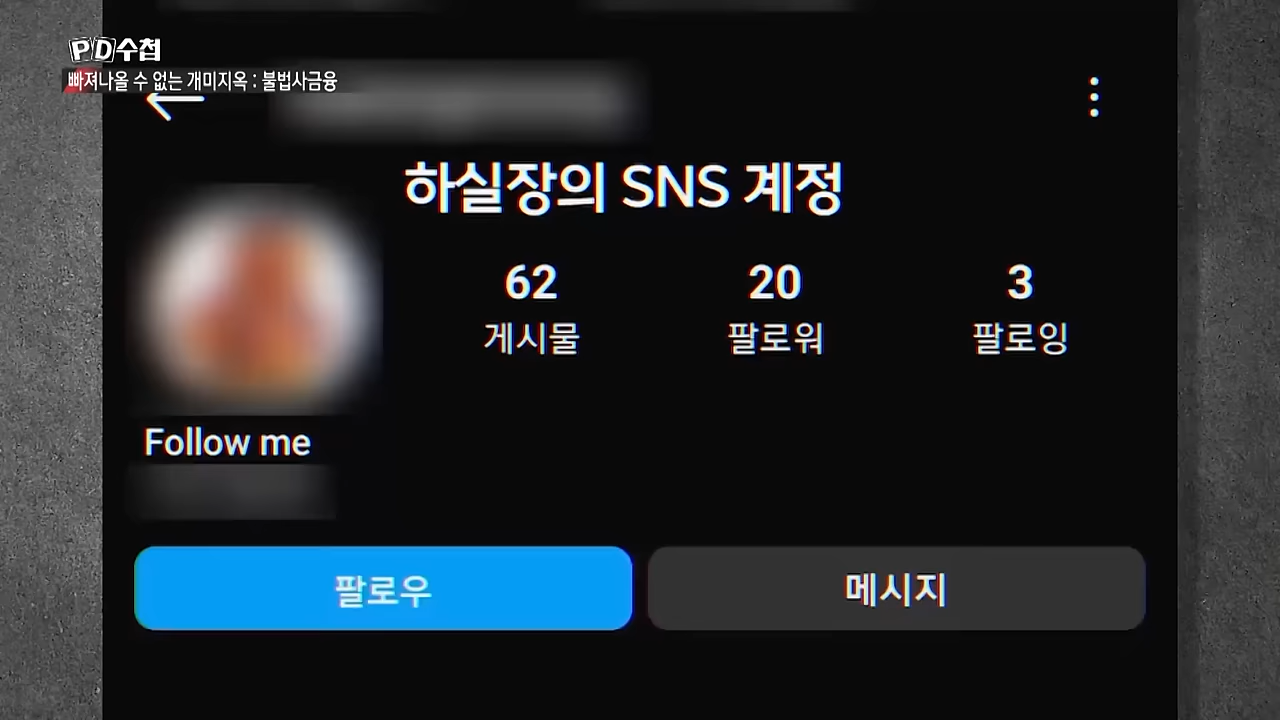 PD수첩
빠져나올 수 없는 개미지옥 : 불법사금융
하실장의 SNS 계정
62 20 3
게시물 팔로워 팔로잉
Follow me
팔로우 메시지